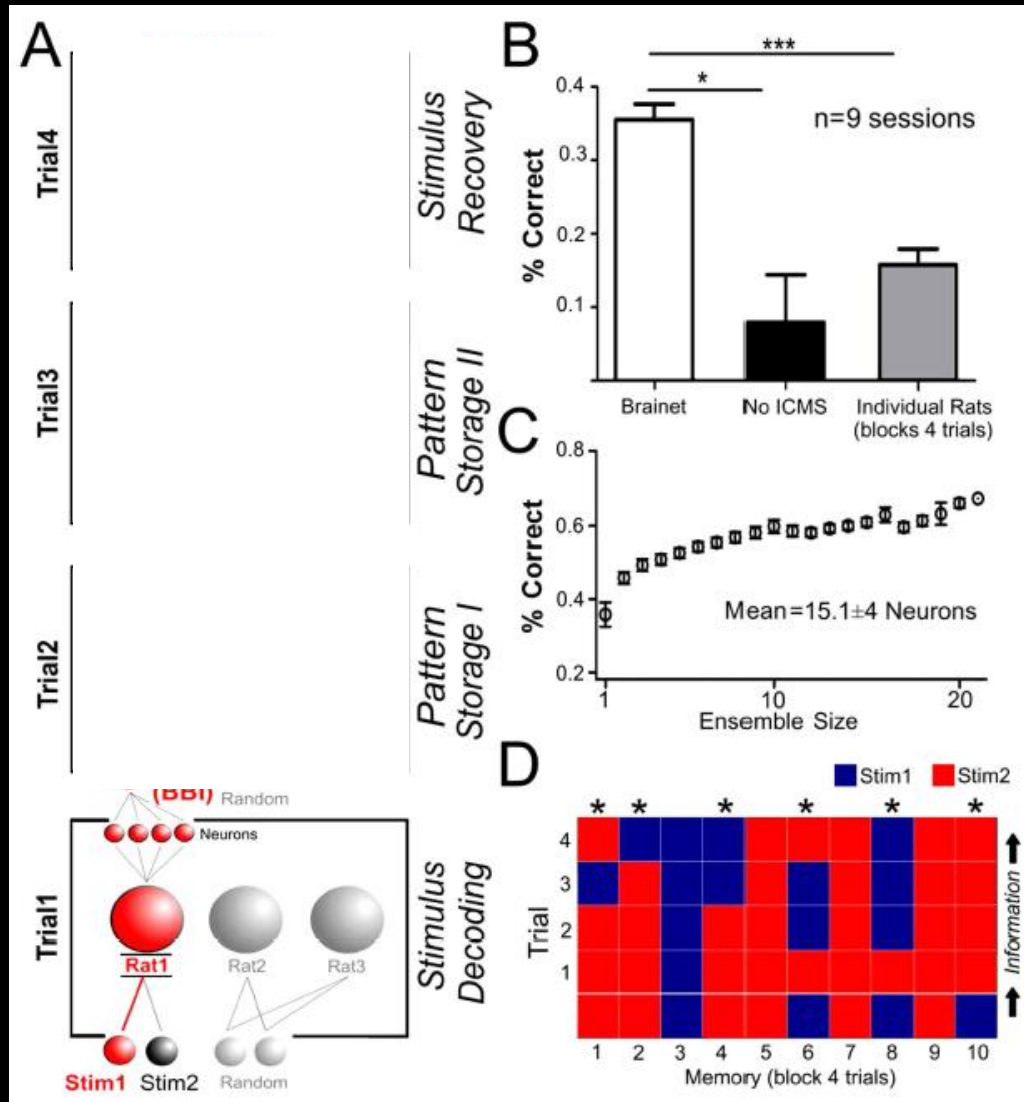 A
Trial4
Stimulus
Recovery
Trial3
Pattern
Storage II
Trial2
Pattern
Storage I
(BBI) Random
Neurons
Trial1
Rat1 Rat2 Rat3
Stimulus
Decoding
Stim1 Stim2 Random
B
***
*
n=9 sessions
% Correct
0.4
0.3
0.2
0.1
Brainet No ICMS Individual Rats
(blocks 4 trials)
C
% Correct
0.8
0.6
0.4
0.2
Mean=15.1±4 Neurons
1 10 20
Ensemble Size
D
Stim1 Stim2
* * * * * *
Trial
4
3
2
1
Information
1 2 3 4 5 6 7 8 9 10
Memory (block 4 trials)